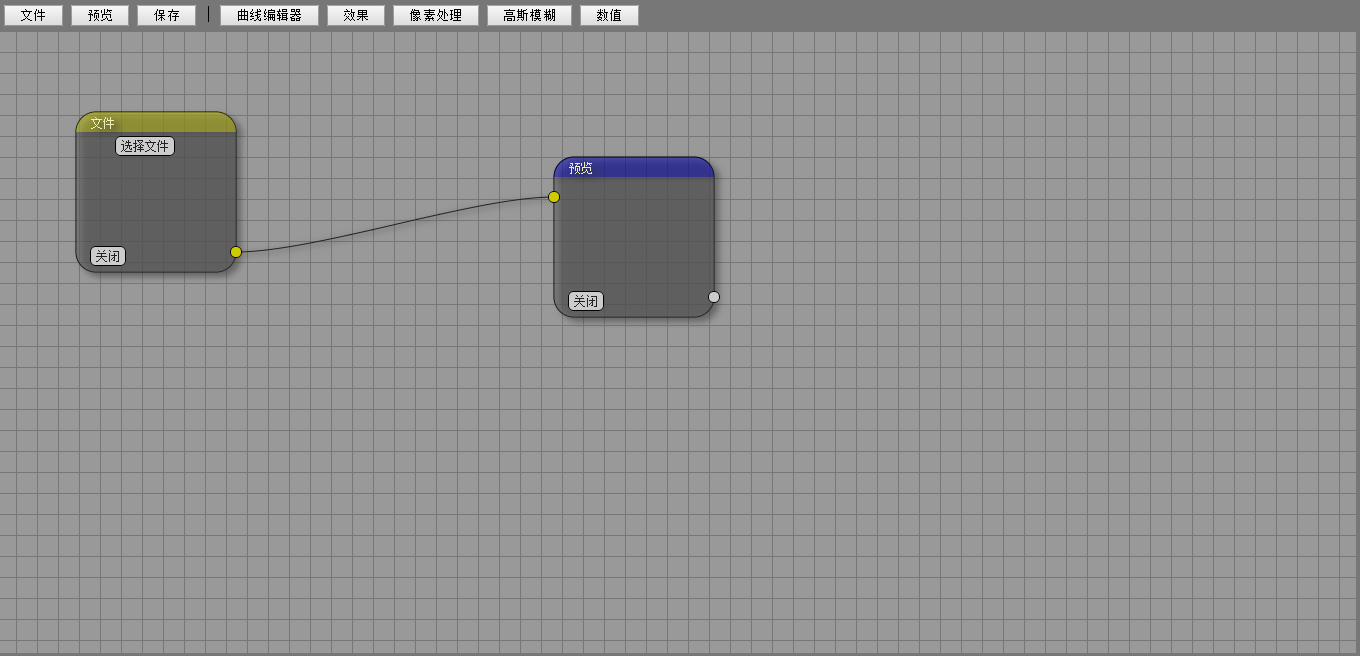 文件 预览 保存 曲线编辑器 效果 像素处理 高斯模糊 数值
文件
选择文件
关闭
预览
关闭